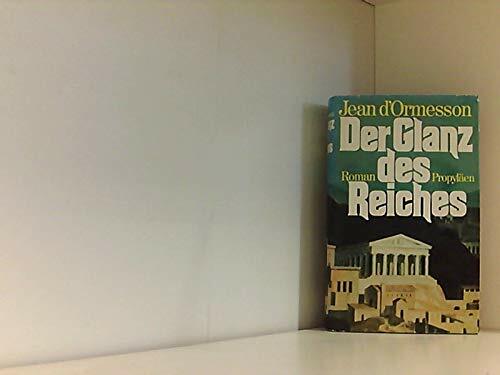 Jean d'Ormesson
Der Glanz
des
Roman Propyläen
Reiches